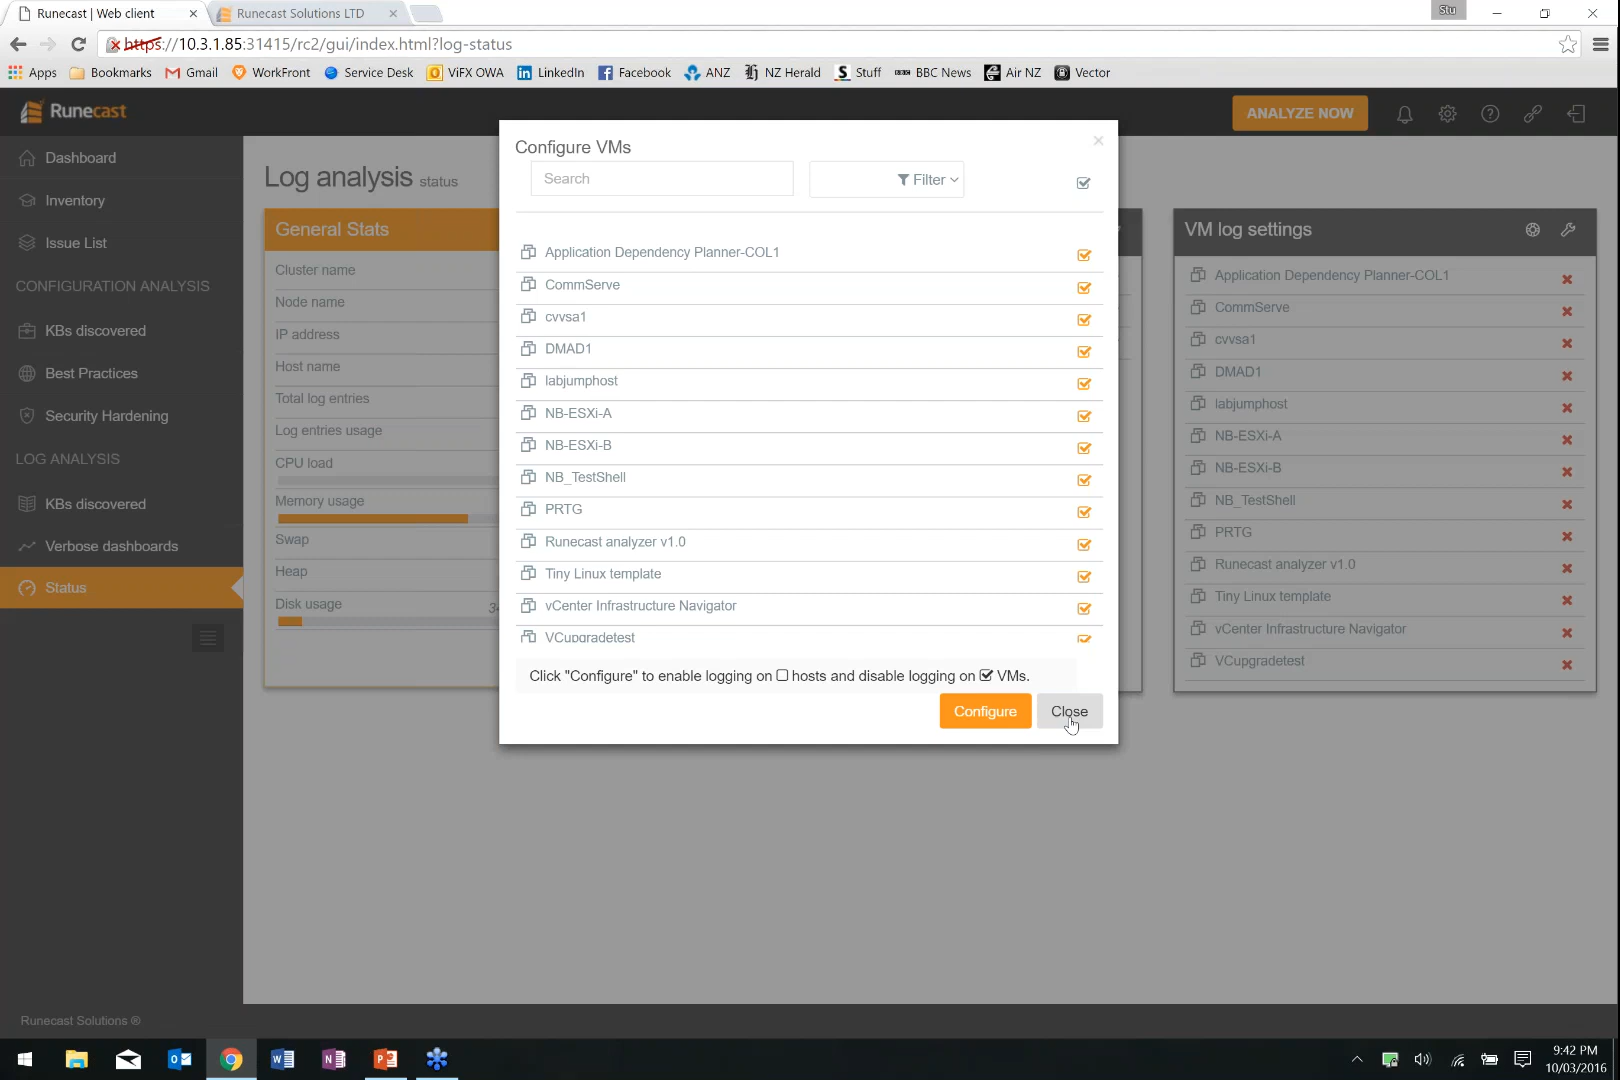 Runecast | Web client
Runecast Solutions LTD
Stu
https://10.3.1.85:31415/rc2/gui/index.html?log-status
Apps
Bookmarks
Gmail
WorkFront
Service Desk
ViFX OWA
LinkedIn
Facebook
ANZ
NZ Herald
Stuff
BBC News
Air NZ
Vector
Runecast
ANALYZE NOW
Dashboard
Inventory
Issue List
CONFIGURATION ANALYSIS
KBs discovered
Best Practices
Security Hardening
LOG ANALYSIS
KBs discovered
Verbose dashboards
Status
Runecast Solutions ®
Log analysis status
General Stats
Cluster name
Node name
IP address
Host name
Total log entries
Log entries usage
CPU load
Memory usage
Swap
Heap
Disk usage
Configure VMs
Search
Filter
Application Dependency Planner-COL1
CommServe
cvvsa1
DMAD1
labjumphost
NB-ESXi-A
NB-ESXi-B
NB_TestShell
PRTG
Runecast analyzer v1.0
Tiny Linux template
vCenter Infrastructure Navigator
VCupgradetest
Click "Configure" to enable logging on hosts and disable logging on VMs.
Configure
Close
VM log settings
Application Dependency Planner-COL1
CommServe
cvvsa1
DMAD1
labjumphost
NB-ESXi-A
NB-ESXi-B
NB_TestShell
PRTG
Runecast analyzer v1.0
Tiny Linux template
vCenter Infrastructure Navigator
VCupgradetest
9:42 PM
10/03/2016